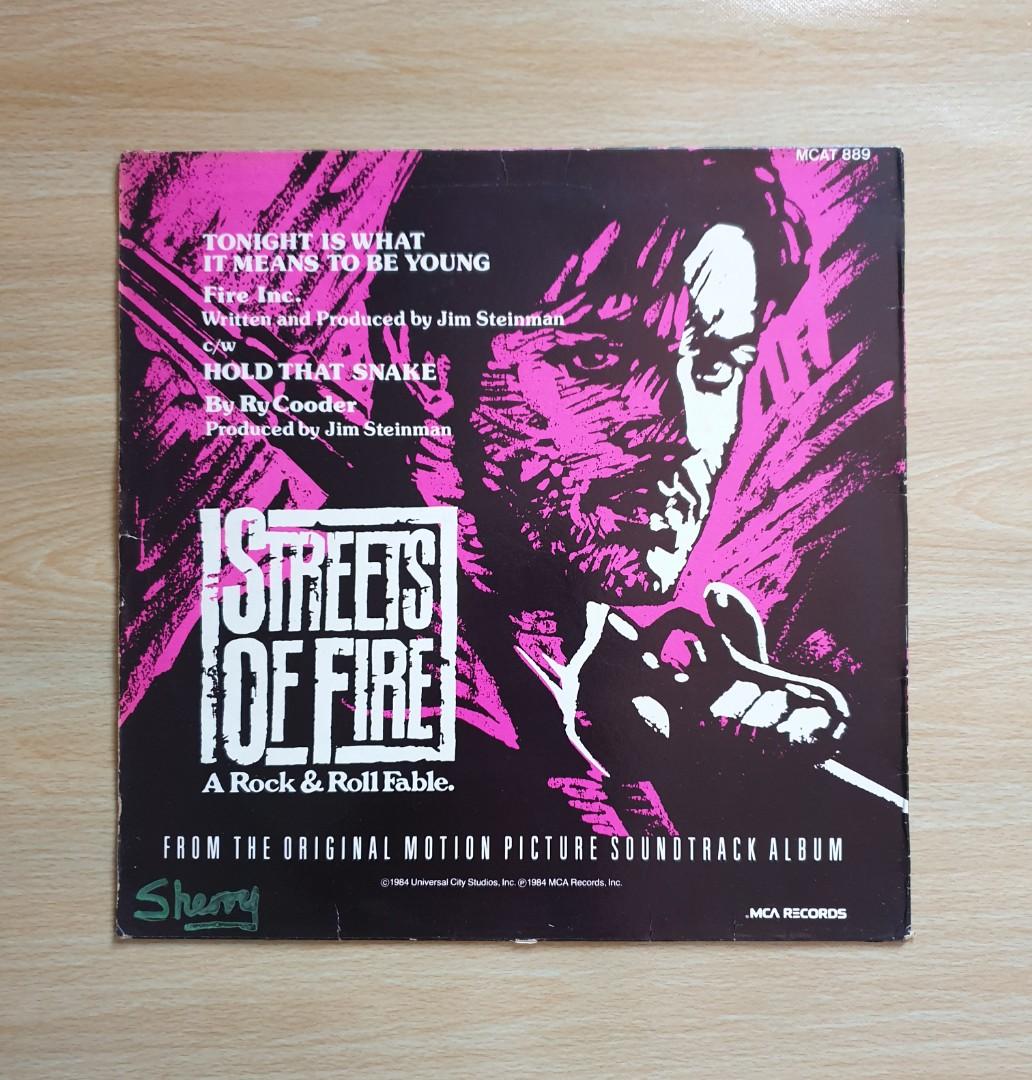 MCAT 889
TONIGHT IS WHAT
IT MEANS TO BE YOUNG
Fire Inc.
Written and Produced by Jim Steinman
c/w
HOLD THAT SNAKE
By Ry Cooder
Produced by Jim Steinman
STREETS
OF FIRE
A Rock & Roll Fable.
FROM THE ORIGINAL MOTION PICTURE SOUNDTRACK ALBUM
©1984 Universal City Studios, Inc. ℗1984 MCA Records, Inc.
Sherry
.MCA RECORDS